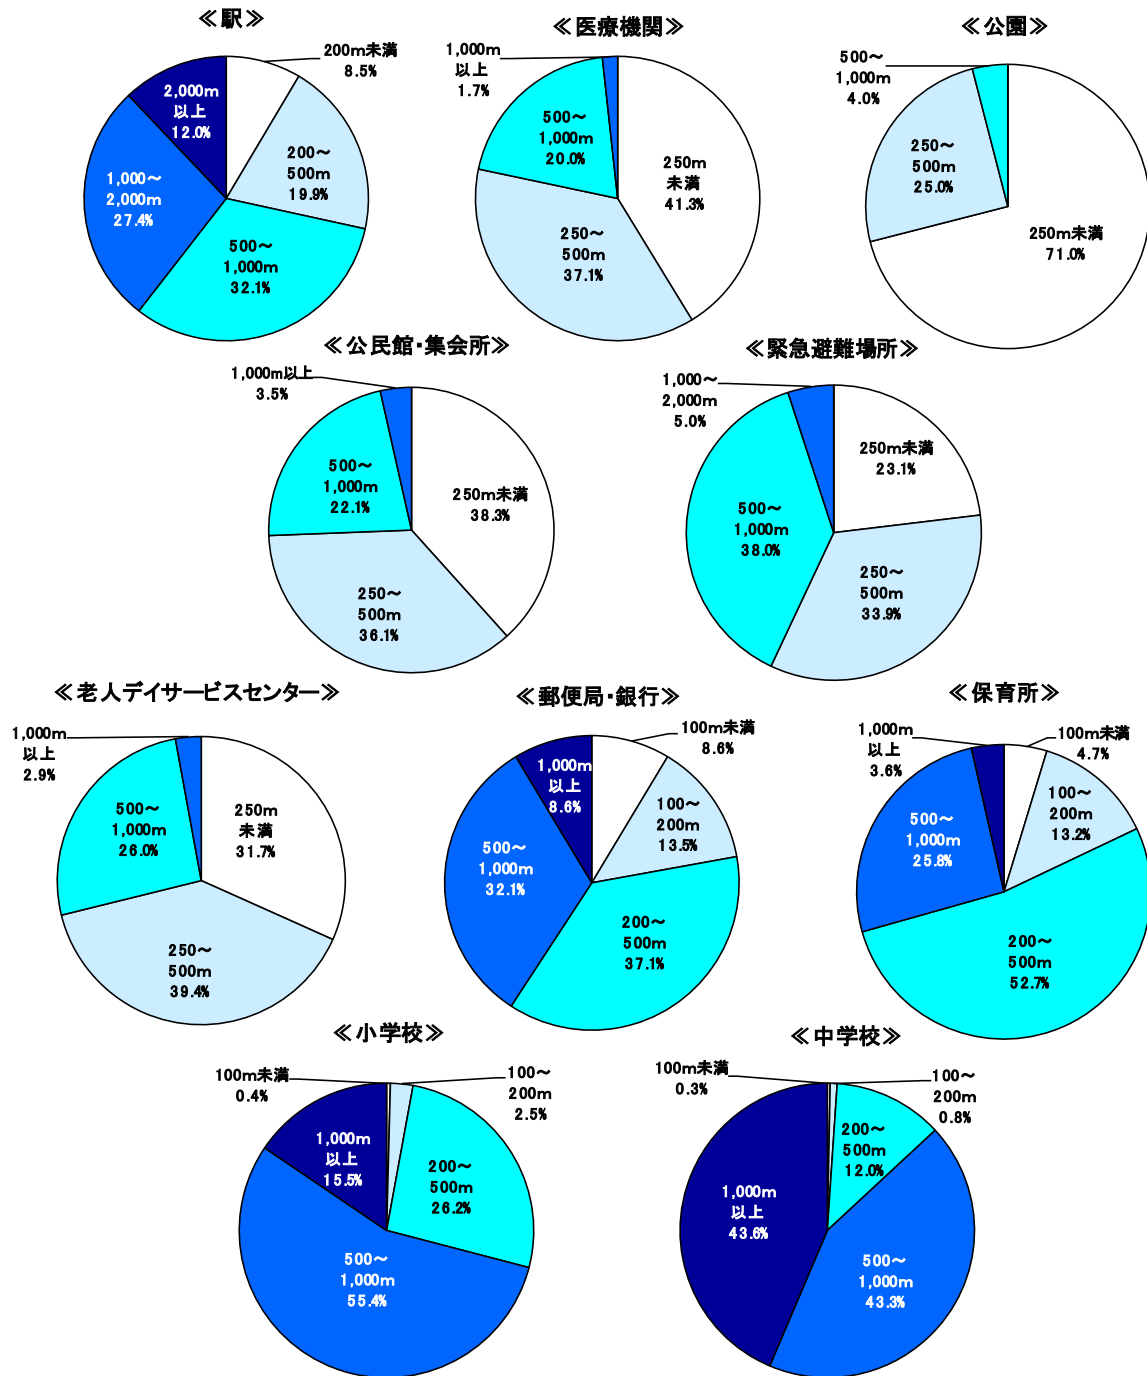 ≪駅≫
200m未満
8.5%
200～
500m
19.9%
500～
1,000m
32.1%
1,000～
2,000m
27.4%
2,000m
以上
12.0%
≪医療機関≫
1,000m
以上
1.7%
250m
未満
41.3%
250～
500m
37.1%
500～
1,000m
20.0%
≪公園≫
500～
1,000m
4.0%
250～
500m
25.0%
250m未満
71.0%
≪公民館・集会所≫
1,000m以上
3.5%
250m未満
38.3%
250～
500m
36.1%
500～
1,000m
22.1%
≪緊急避難場所≫
1,000～
2,000m
5.0%
250m未満
23.1%
250～
500m
33.9%
500～
1,000m
38.0%
≪老人デイサービスセンター≫
1,000m
以上
2.9%
250m
未満
31.7%
250～
500m
39.4%
500～
1,000m
26.0%
≪郵便局・銀行≫
100m未満
8.6%
100～
200m
13.5%
200～
500m
37.1%
500～
1,000m
32.1%
1,000m
以上
8.6%
≪保育所≫
1,000m
以上
3.6%
100m未満
4.7%
100～
200m
13.2%
200～
500m
52.7%
500～
1,000m
25.8%
≪小学校≫
100m未満
0.4%
100～
200m
2.5%
200～
500m
26.2%
500～
1,000m
55.4%
1,000m
以上
15.5%
≪中学校≫
100m未満
0.3%
100～
200m
0.8%
200～
500m
12.0%
500～
1,000m
43.3%
1,000m
以上
43.6%